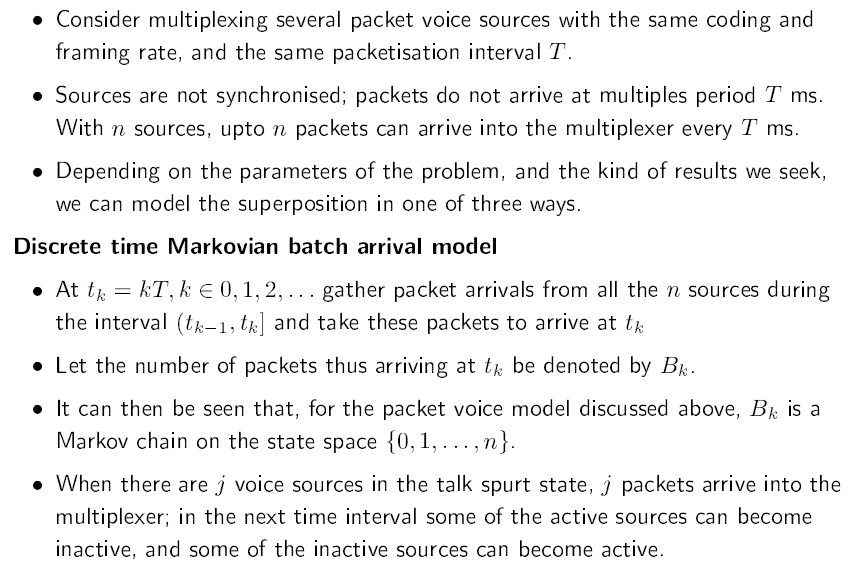 • Consider multiplexing several packet voice sources with the same coding and
framing rate, and the same packetisation interval T.
• Sources are not synchronised; packets do not arrive at multiples period T ms.
With n sources, upto n packets can arrive into the multiplexer every T ms.
• Depending on the parameters of the problem, and the kind of results we seek,
we can model the superposition in one of three ways.
Discrete time Markovian batch arrival model
• At t_k = kT, k ∈ 0, 1, 2, . . . gather packet arrivals from all the n sources during
the interval (t_{k−1}, t_k] and take these packets to arrive at t_k
• Let the number of packets thus arriving at t_k be denoted by B_k.
• It can then be seen that, for the packet voice model discussed above, B_k is a
Markov chain on the state space {0, 1, . . . , n}.
• When there are j voice sources in the talk spurt state, j packets arrive into the
multiplexer; in the next time interval some of the active sources can become
inactive, and some of the inactive sources can become active.